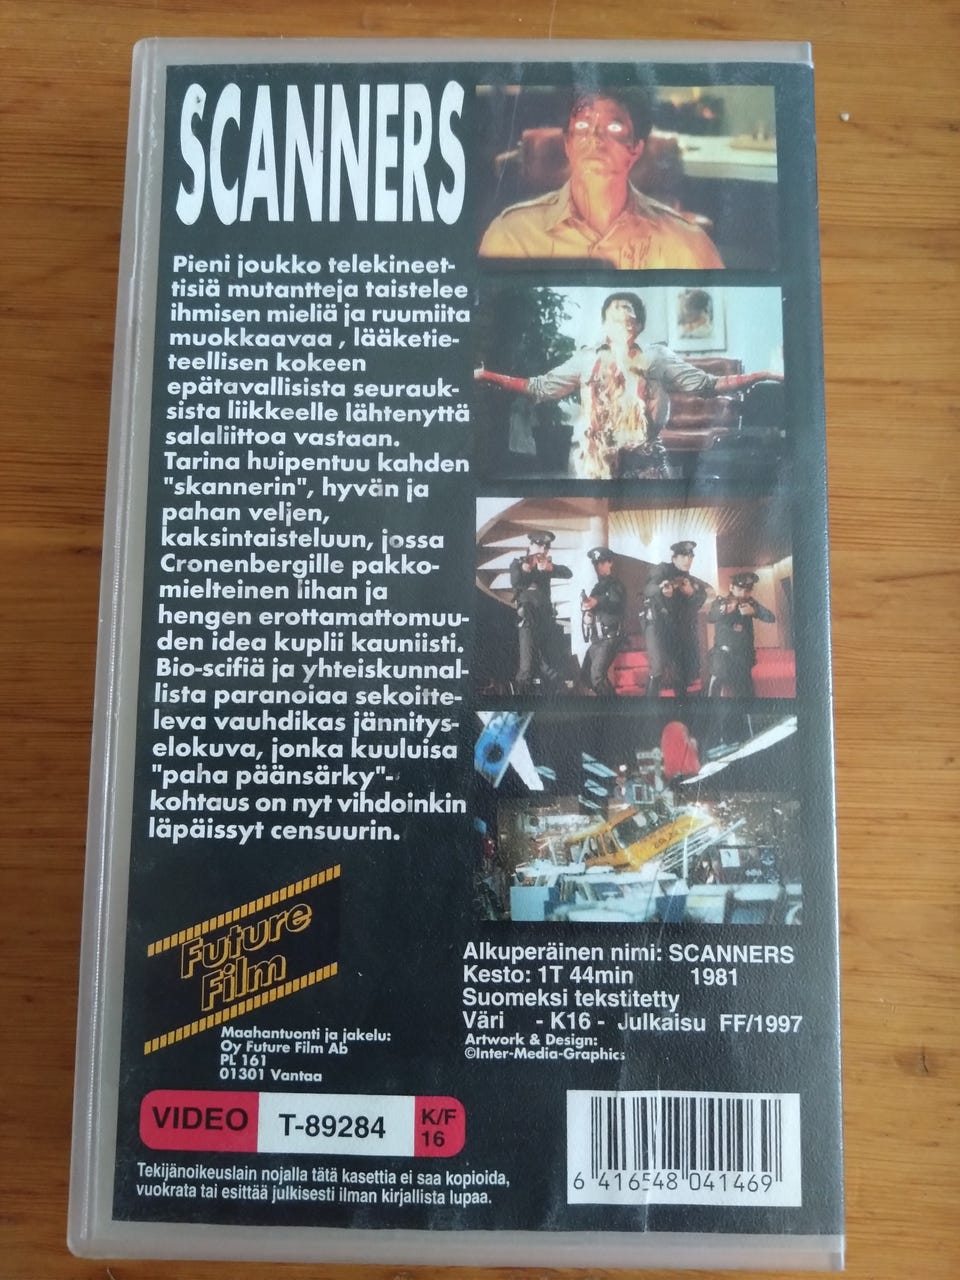 SCANNERS
Pieni joukko telekineet-
tisiä mutantteja taistelee
ihmisen mieliä ja ruumiita
muokkaavaa , lääketie-
teellisen kokeen
epätavallisista seurauk-
sista liikkeelle lähtenyttä
salaliittoa vastaan.
Tarina huipentuu kahden
"skannerin", hyvän ja
pahan veljen,
kaksintaisteluun, jossa
Cronenbergille pakko-
mielteinen lihan ja
hengen erottamattomuu-
den idea kuplii kauniisti.
Bio-scifiä ja yhteiskunnal-
lista paranoiaa sekoitte-
leva vauhdikas jännitys-
elokuva, jonka kuuluisa
"paha päänsärky"-
kohtaus on nyt vihdoinkin
läpäissyt censuurin.
Future
Film
Maahantuonti ja jakelu:
Oy Future Film Ab
PL 161
01301 Vantaa
Alkuperäinen nimi: SCANNERS
Kesto: 1T 44min 1981
Suomeksi tekstitetty
Väri - K16 - Julkaisu FF/1997
Artwork & Design:
©Inter-Media-Graphics
VIDEO T-89284 K/F 16
Tekijänoikeuslain nojalla tätä kasettia ei saa kopioida,
vuokrata tai esittää julkisesti ilman kirjallista lupaa.
6 416548 041469